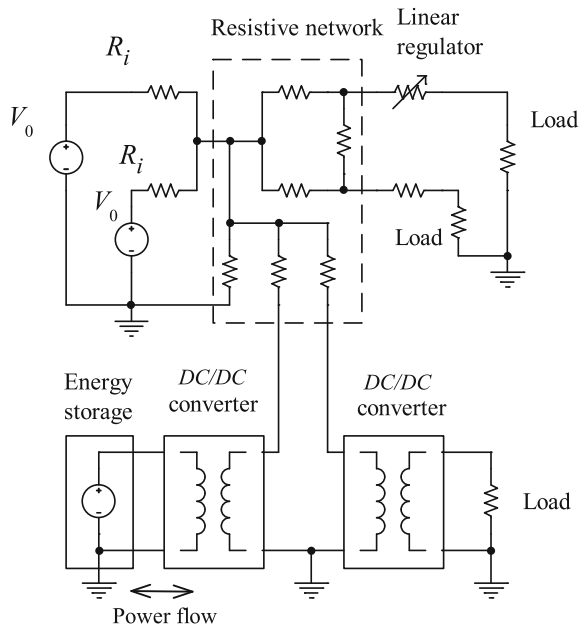 Resistive network
Linear
regulator
R_i
V_0
Load
R_i
V_0
Load
Energy
storage
DC/DC
converter
DC/DC
converter
Load
Power flow